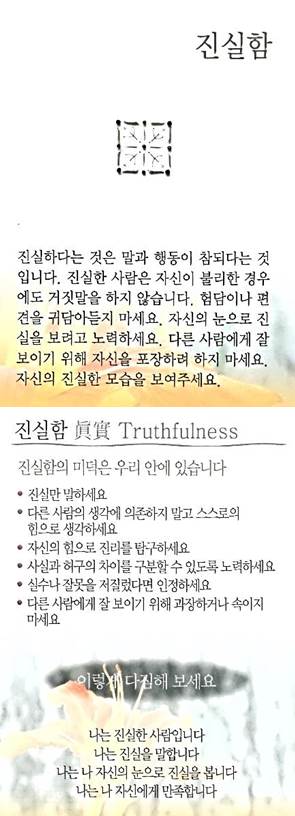 진실함
진실하다는 것은 말과 행동이 참되다는 것
입니다. 진실한 사람은 자신이 불리한 경우
에도 거짓말을 하지 않습니다. 험담이나 편
견을 귀담아듣지 마세요. 자신의 눈으로 진
실을 보려고 노력하세요. 다른 사람에게 잘
보이기 위해 자신을 포장하려 하지 마세요.
자신의 진실한 모습을 보여주세요.
진실함 眞實 Truthfulness
진실함의 미덕은 우리 안에 있습니다
• 진실만 말하세요
• 다른 사람의 생각에 의존하지 말고 스스로의
힘으로 생각하세요
• 자신의 힘으로 진리를 탐구하세요
• 사실과 허구의 차이를 구분할 수 있도록 노력하세요
• 실수나 잘못을 저질렀다면 인정하세요
• 다른 사람에게 잘 보이기 위해 과장하거나 속이지
마세요
이렇게 다짐해 보세요
나는 진실한 사람입니다
나는 진실을 말합니다
나는 나 자신의 눈으로 진실을 봅니다
나는 나 자신에게 만족합니다